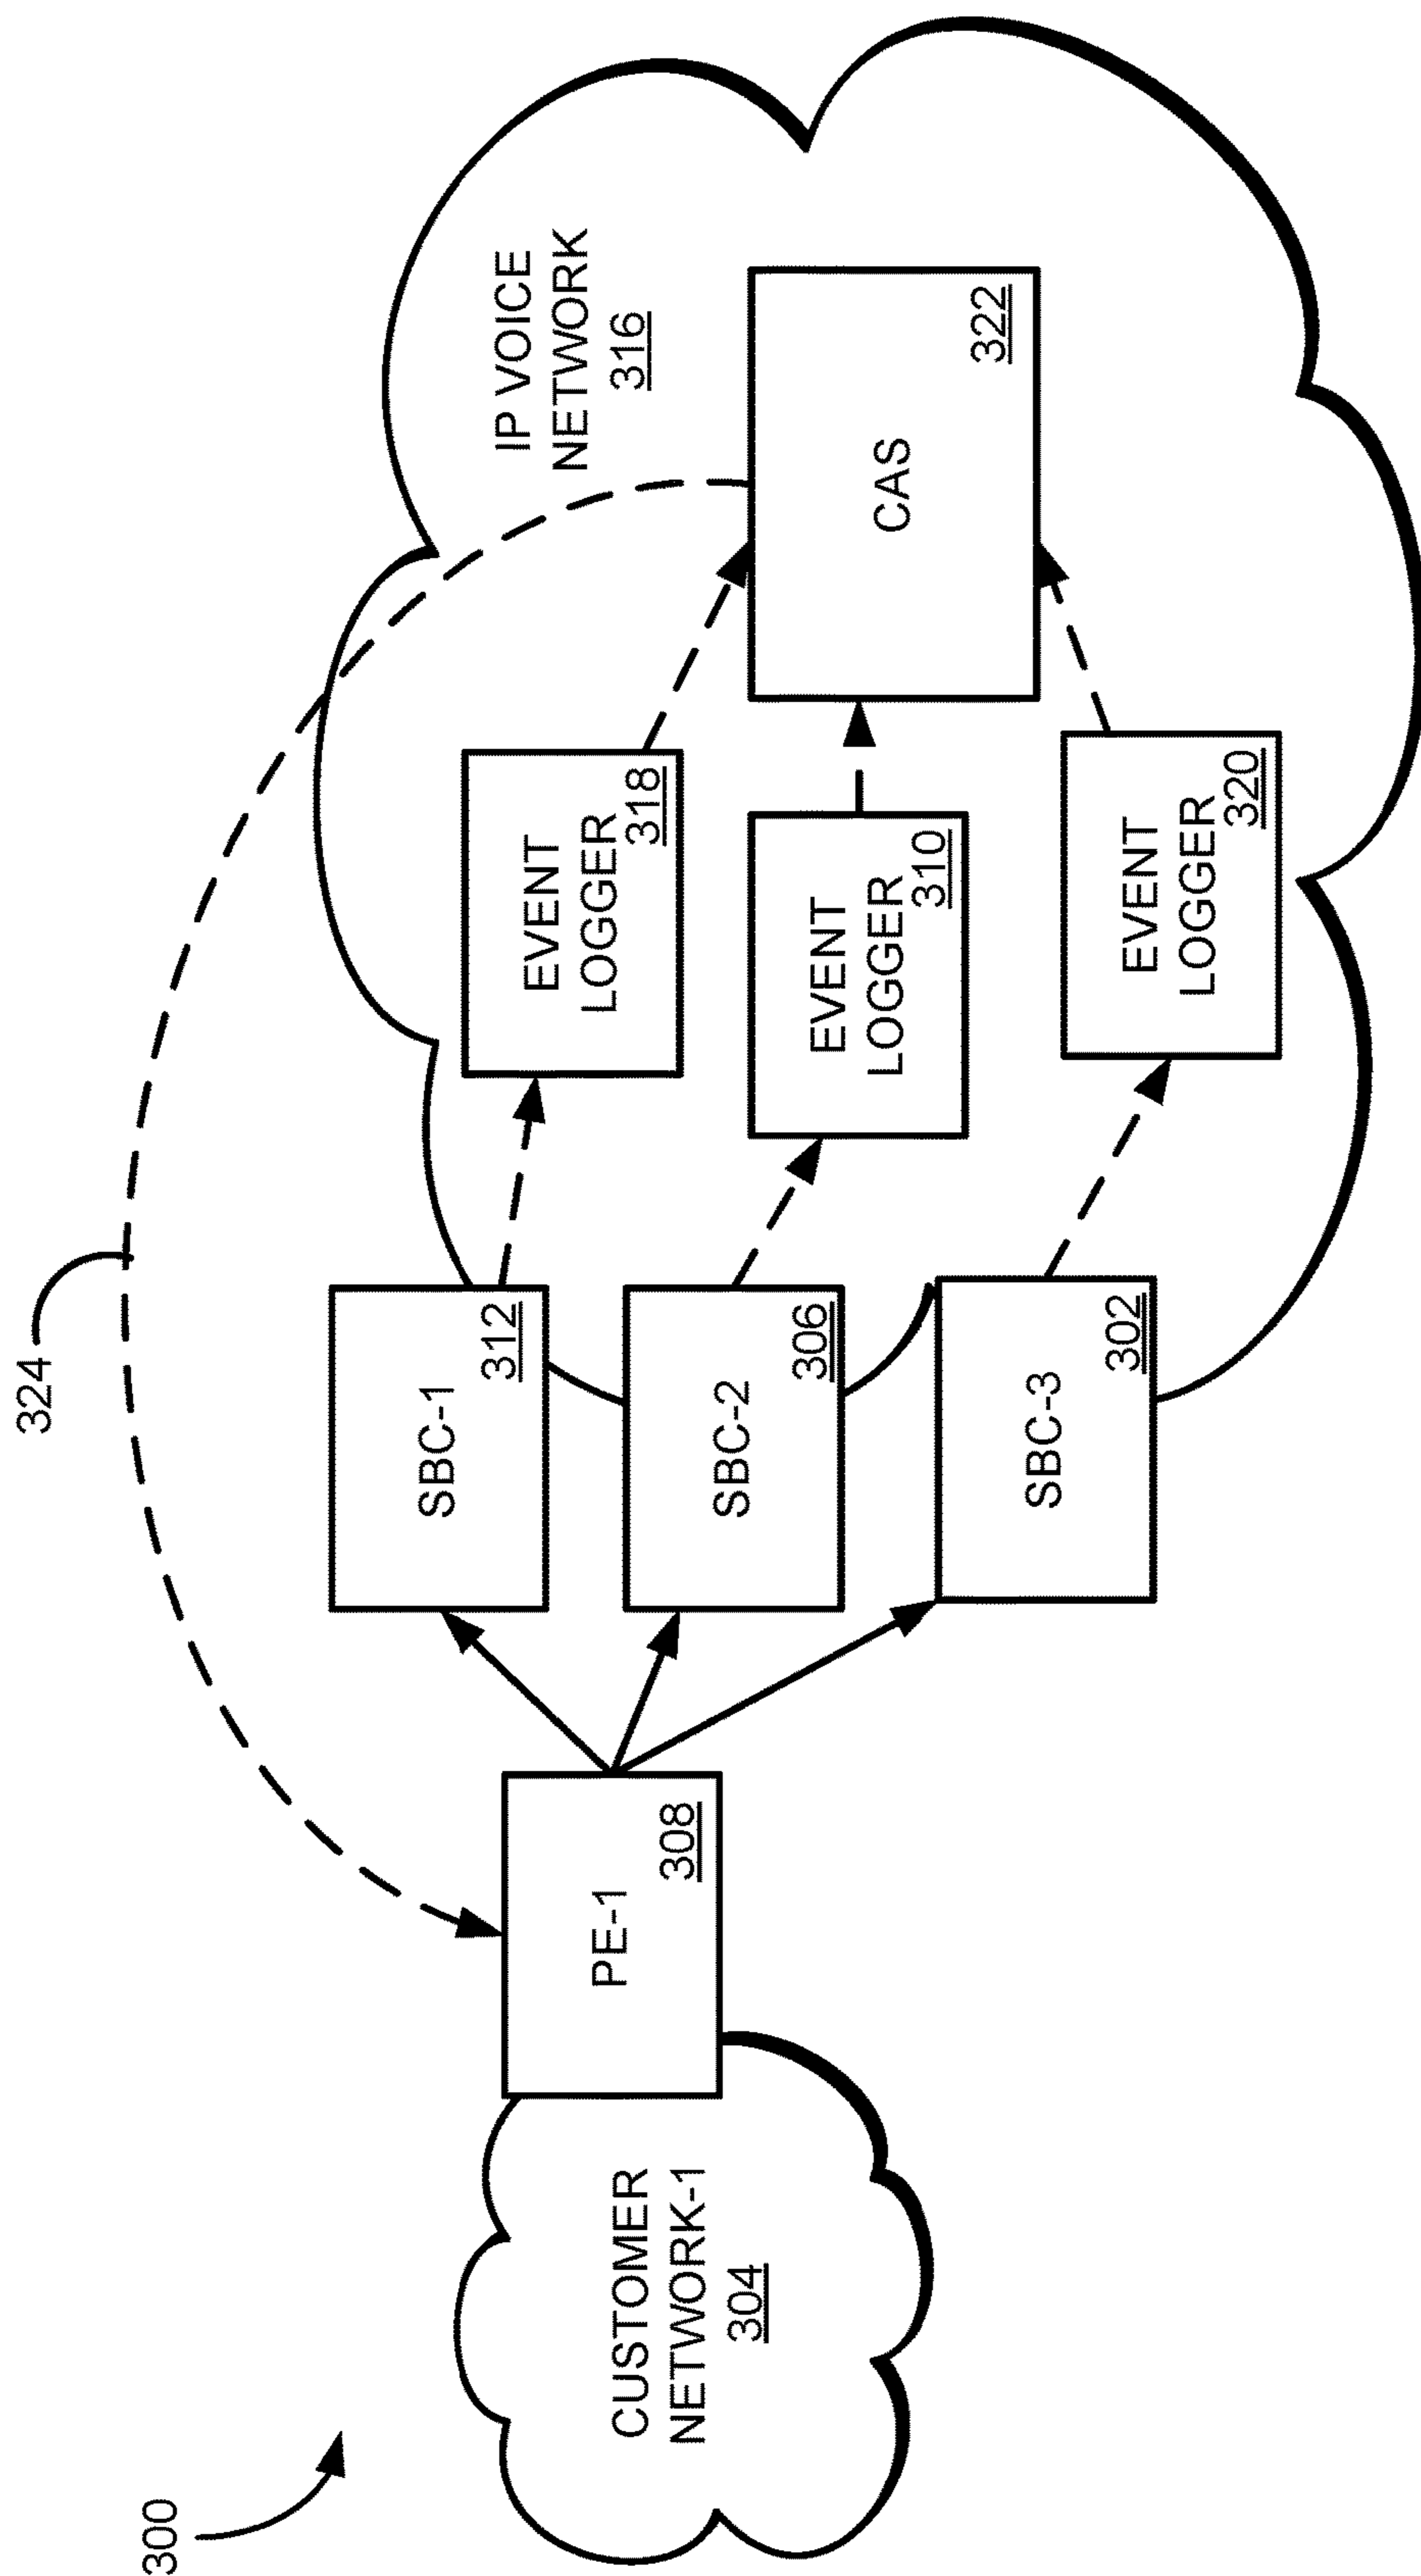 300
324
CUSTOMER
NETWORK-1
304
PE-1
308
SBC-1
312
SBC-2
306
SBC-3
302
EVENT
LOGGER
318
EVENT
LOGGER
310
EVENT
LOGGER
320
IP VOICE
NETWORK
316
CAS
322